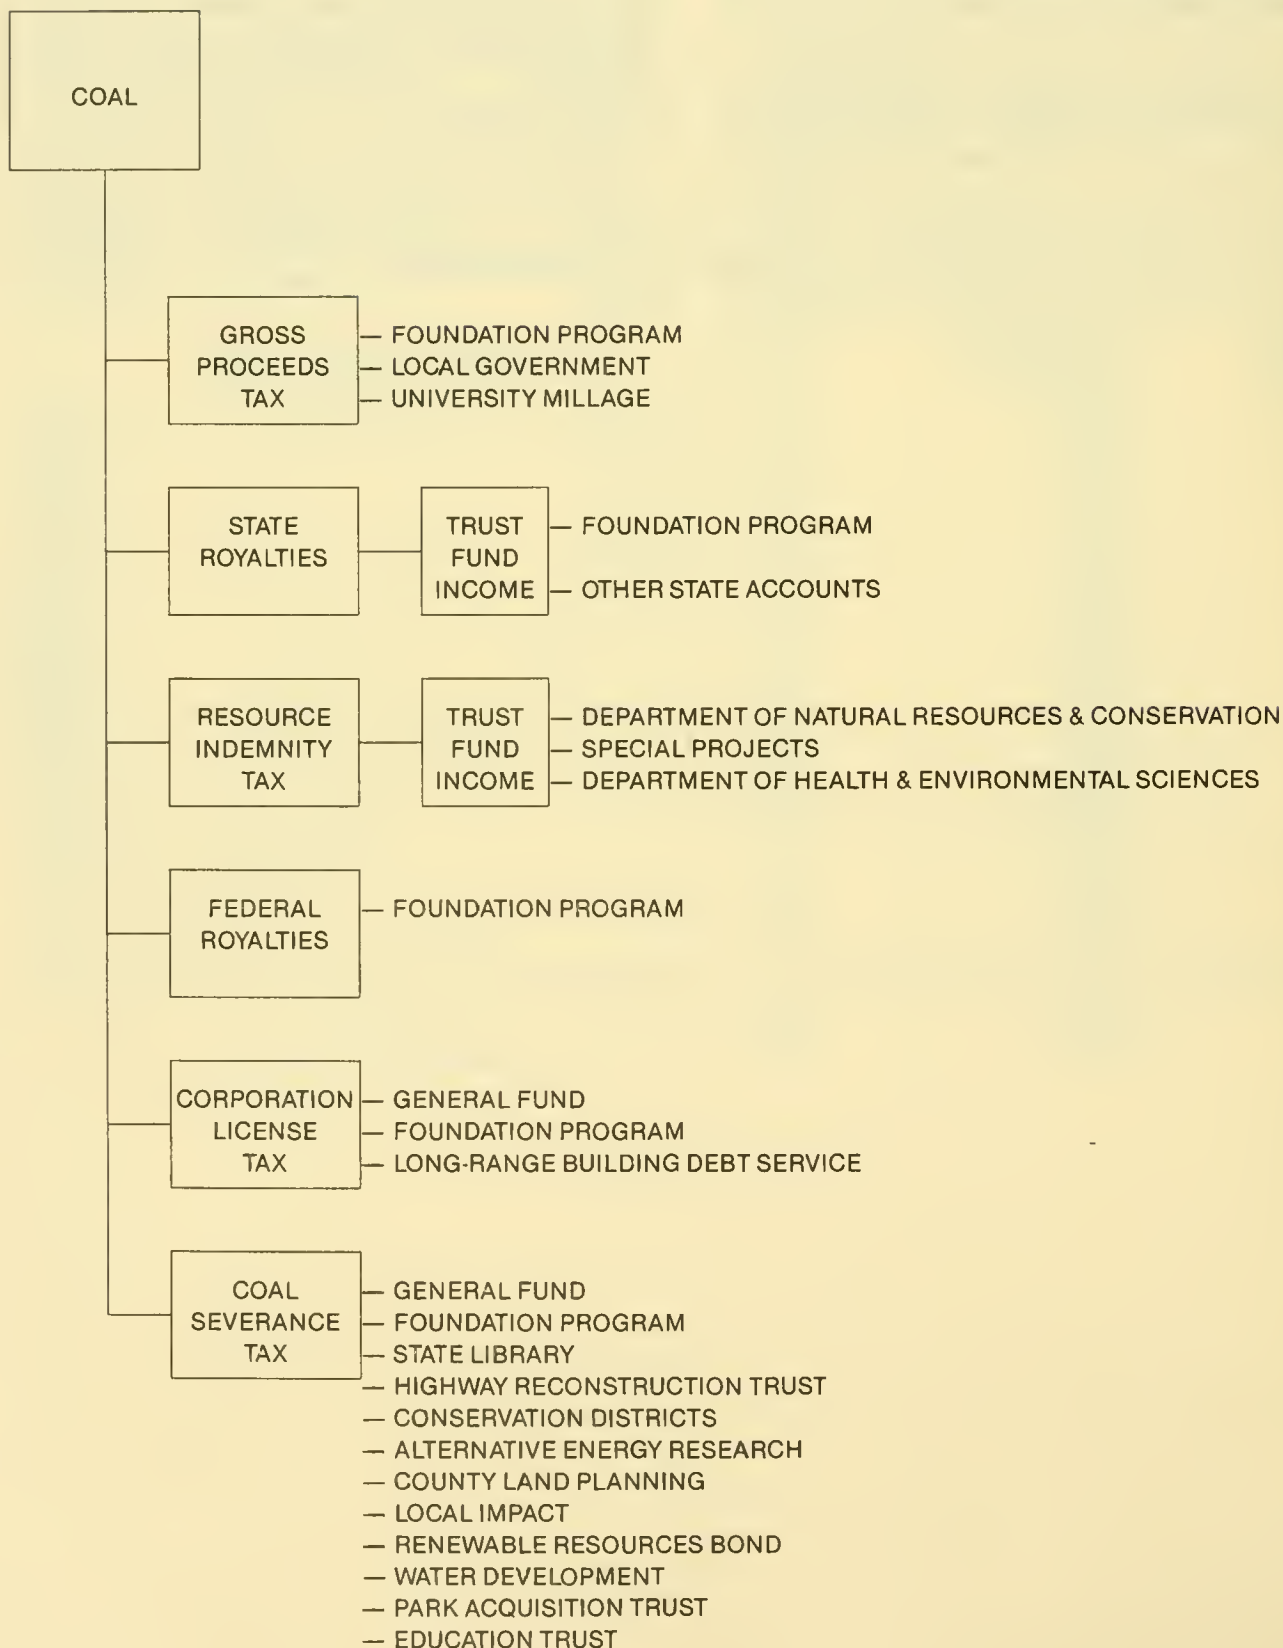 COAL
GROSS
PROCEEDS
TAX
— FOUNDATION PROGRAM
— LOCAL GOVERNMENT
— UNIVERSITY MILLAGE
STATE
ROYALTIES
TRUST
FUND
INCOME
— FOUNDATION PROGRAM
— OTHER STATE ACCOUNTS
RESOURCE
INDEMNITY
TAX
TRUST
FUND
INCOME
— DEPARTMENT OF NATURAL RESOURCES & CONSERVATION
— SPECIAL PROJECTS
— DEPARTMENT OF HEALTH & ENVIRONMENTAL SCIENCES
FEDERAL
ROYALTIES
— FOUNDATION PROGRAM
CORPORATION
LICENSE
TAX
— GENERAL FUND
— FOUNDATION PROGRAM
— LONG-RANGE BUILDING DEBT SERVICE
COAL
SEVERANCE
TAX
— GENERAL FUND
— FOUNDATION PROGRAM
— STATE LIBRARY
— HIGHWAY RECONSTRUCTION TRUST
— CONSERVATION DISTRICTS
— ALTERNATIVE ENERGY RESEARCH
— COUNTY LAND PLANNING
— LOCAL IMPACT
— RENEWABLE RESOURCES BOND
— WATER DEVELOPMENT
— PARK ACQUISITION TRUST
— EDUCATION TRUST